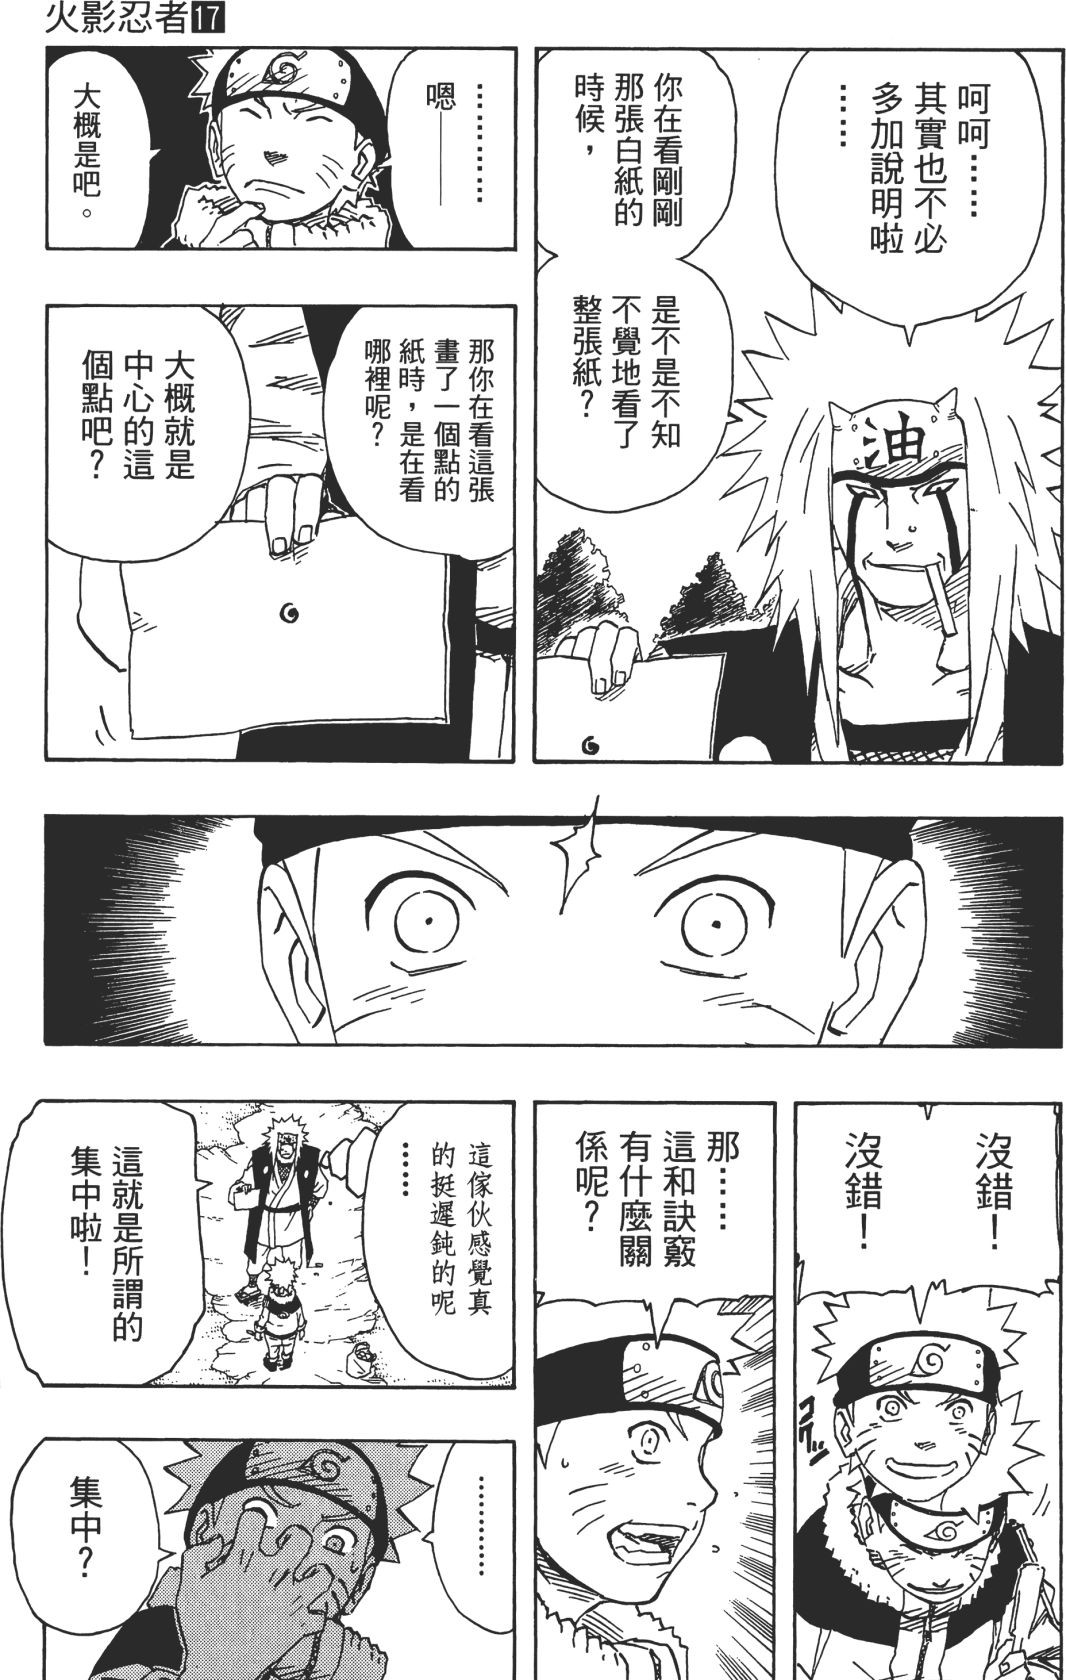 火影忍者17
呵呵……
其實也不必
多加說明啦
……
你在看剛剛
那張白紙的
時候，
是不是不知
不覺地看了
整張紙？
油
…………
嗯——
大概是吧。
那你在看這張
畫了一個點的
紙時，是在看
哪裡呢？
大概就是
中心的這
個點吧？
沒錯！
沒錯！
コク
コクッ
那……
這和訣竅
有什麼關
係呢？
這傢伙感覺真
的挺遲鈍的呢
……
這就是所謂的
集中啦！
…………
集中？